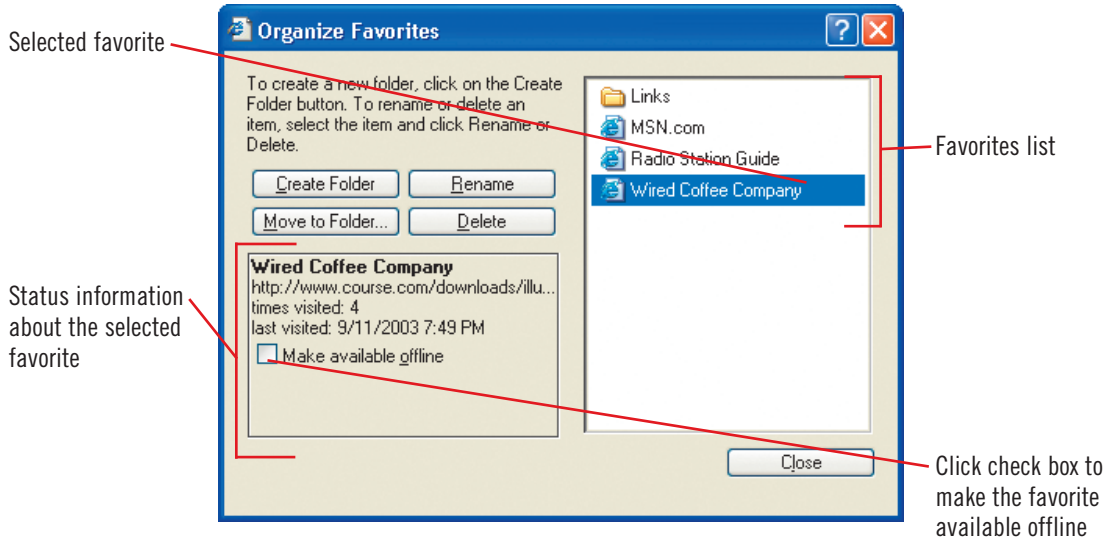 Organize Favorites
Selected favorite
To create a new folder, click on the Create
Folder button. To rename or delete an
item, select the item and click Rename or
Delete.
Create Folder
Rename
Move to Folder...
Delete
Links
MSN.com
Radio Station Guide
Wired Coffee Company
Favorites list
Wired Coffee Company
http://www.course.com/downloads/illu...
times visited: 4
last visited: 9/11/2003 7:49 PM
Make available offline
Status information
about the selected
favorite
Close
Click check box to
make the favorite
available offline